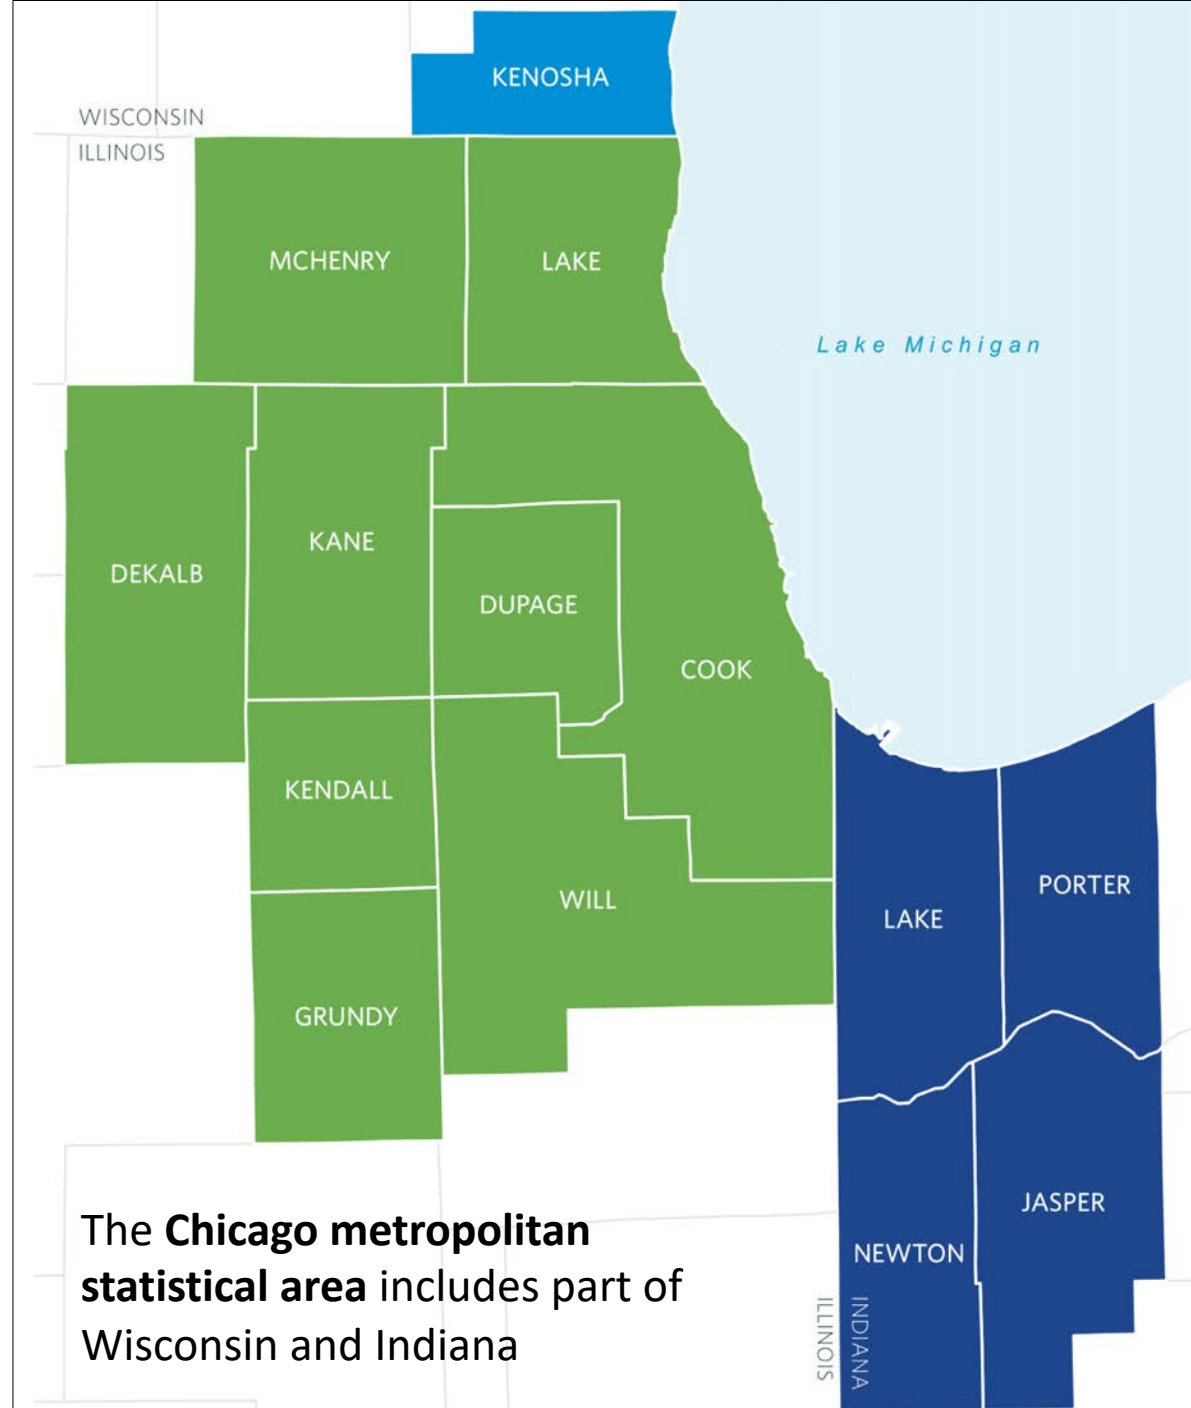 KENOSHA
WISCONSIN
ILLINOIS
MCHENRY
LAKE
Lake Michigan
KANE
DEKALB
DUPAGE
COOK
KENDALL
PORTER
WILL
LAKE
GRUNDY
JASPER
NEWTON
The Chicago metropolitan
statistical area includes part of
Wisconsin and Indiana
ILLINOIS
INDIANA